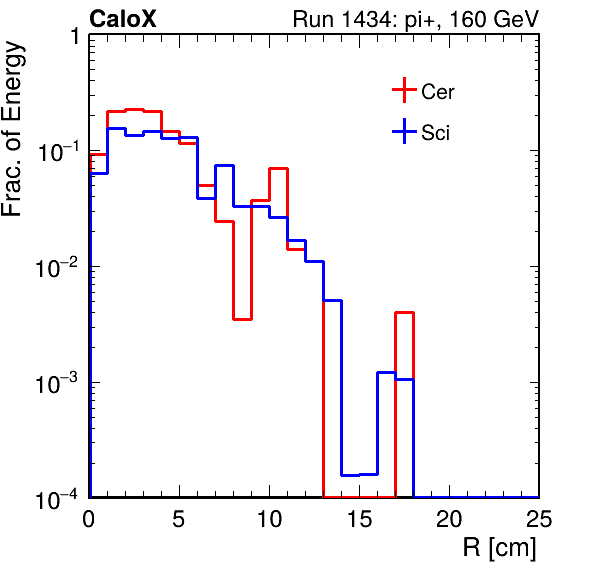 CaloX Run 1434: pi+, 160 GeV
Frac. of Energy
1
10⁻¹
10⁻²
10⁻³
10⁻⁴
Cer
Sci
0 5 10 15 20 25
R [cm]